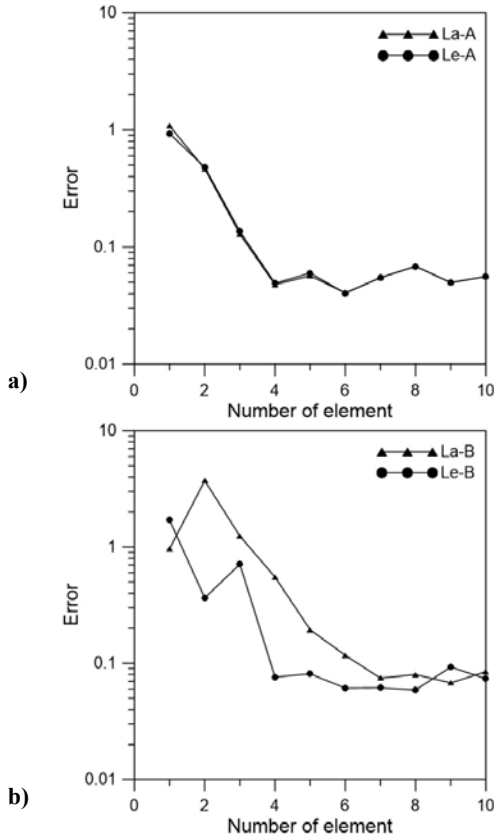 10
La-A
Le-A
1
Error
0.1
0.01
a)
0 2 4 6 8 10
Number of element
10
La-B
Le-B
1
Error
0.1
0.01
b)
0 2 4 6 8 10
Number of element